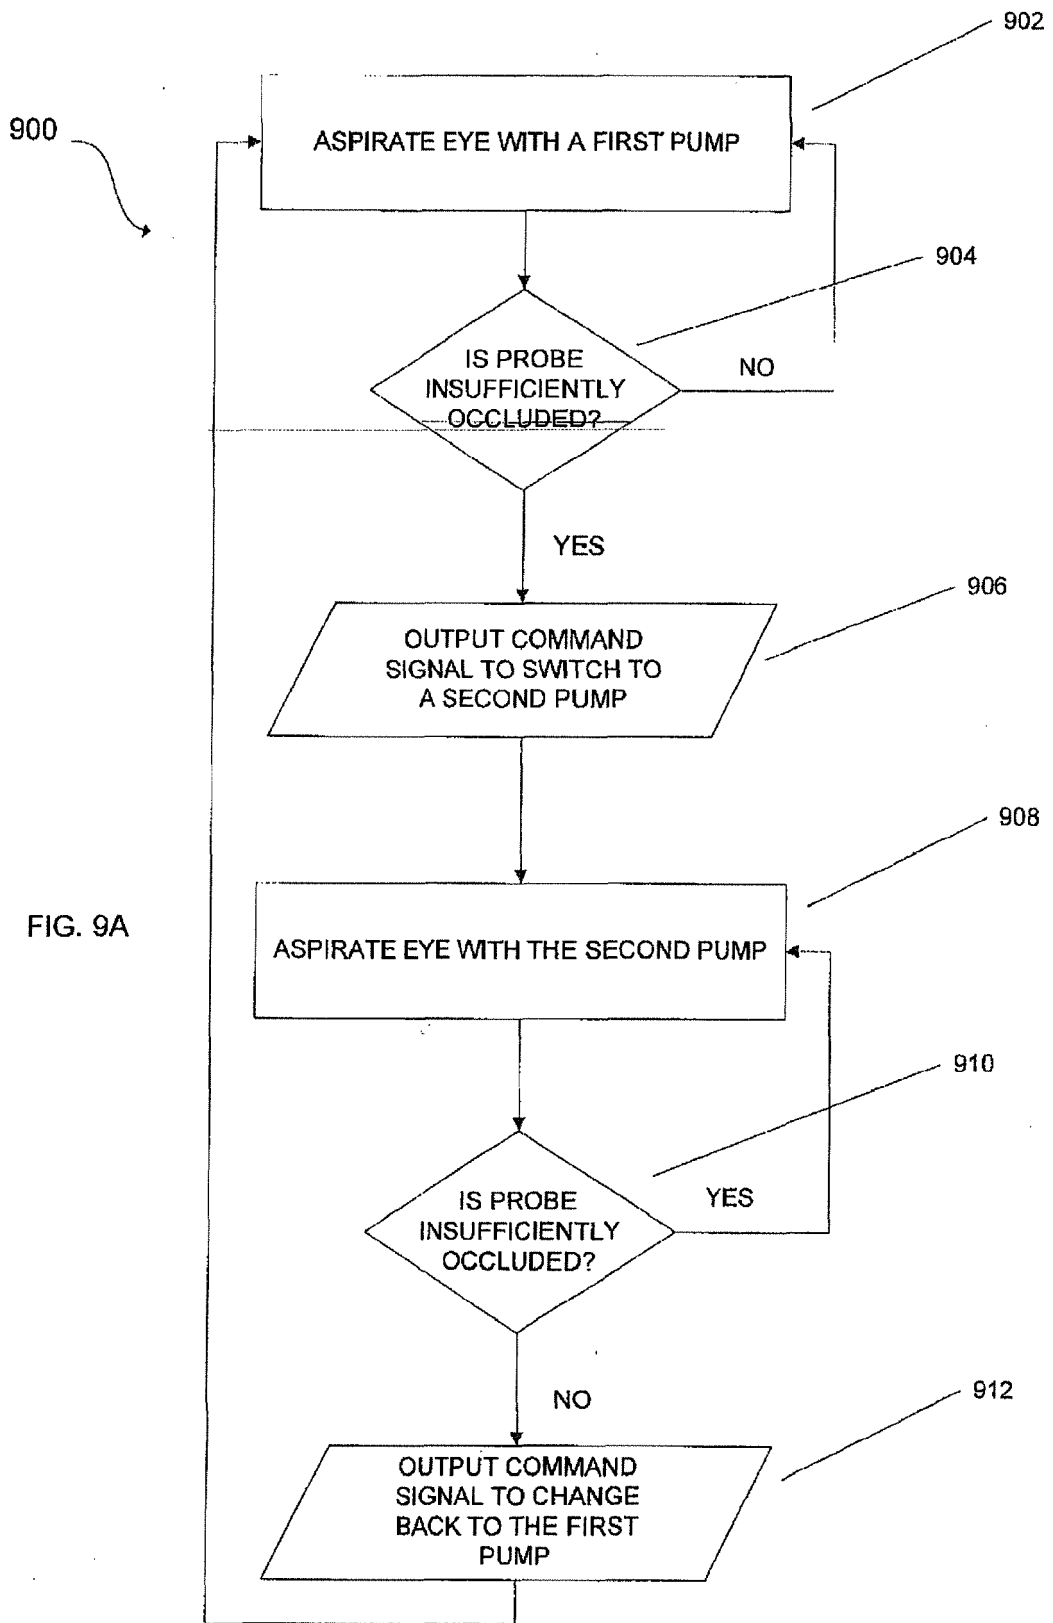 902
900
ASPIRATE EYE WITH A FIRST PUMP
904
IS PROBE
INSUFFICIENTLY
OCCLUDED?
NO
YES
906
OUTPUT COMMAND
SIGNAL TO SWITCH TO
A SECOND PUMP
908
FIG. 9A
ASPIRATE EYE WITH THE SECOND PUMP
910
IS PROBE
INSUFFICIENTLY
OCCLUDED?
YES
NO
912
OUTPUT COMMAND
SIGNAL TO CHANGE
BACK TO THE FIRST
PUMP